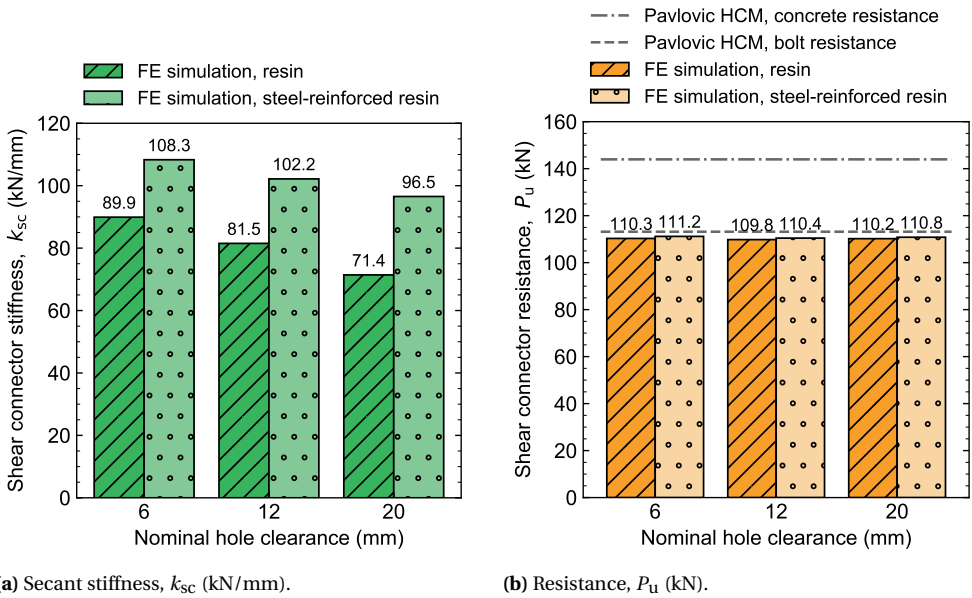 FE simulation, resin
FE simulation, steel-reinforced resin
Shear connector stiffness, ksc (kN/mm)
120
100
80
60
40
20
0
89.9
108.3
81.5
102.2
71.4
96.5
6
12
20
Nominal hole clearance (mm)
(a) Secant stiffness, ksc (kN/mm).
Pavlovic HCM, concrete resistance
Pavlovic HCM, bolt resistance
FE simulation, resin
FE simulation, steel-reinforced resin
Shear connector resistance, Pu (kN)
160
140
120
100
80
60
40
20
0
110.3
111.2
109.8
110.4
110.2
110.8
6
12
20
Nominal hole clearance (mm)
(b) Resistance, Pu (kN).